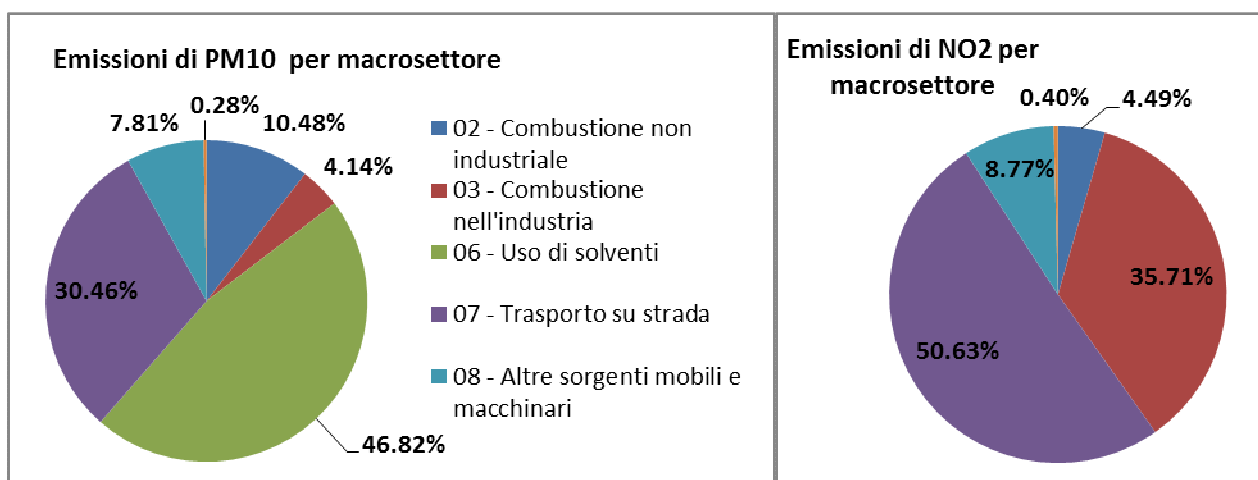 Emissioni di PM10 per macrosettore
0.28%
7.81%
10.48%
4.14%
30.46%
46.82%
02 - Combustione non
industriale
03 - Combustione
nell'industria
06 - Uso di solventi
07 - Trasporto su strada
08 - Altre sorgenti mobili e
macchinari
Emissioni di NO2 per
macrosettore
0.40%
4.49%
8.77%
35.71%
50.63%